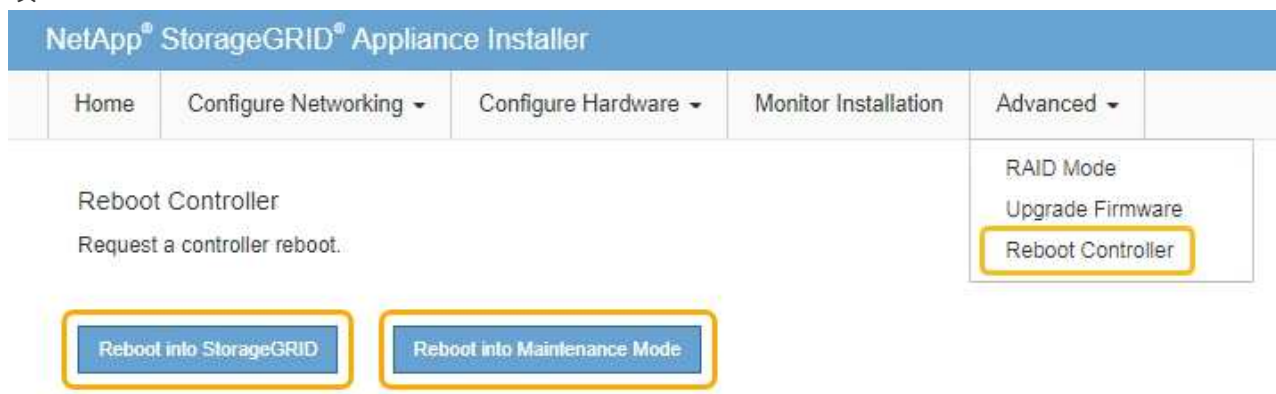 NetApp® StorageGRID® Appliance Installer
Home Configure Networking Configure Hardware Monitor Installation Advanced
RAID Mode
Upgrade Firmware
Reboot Controller
Reboot Controller
Request a controller reboot.
Reboot into StorageGRID Reboot into Maintenance Mode